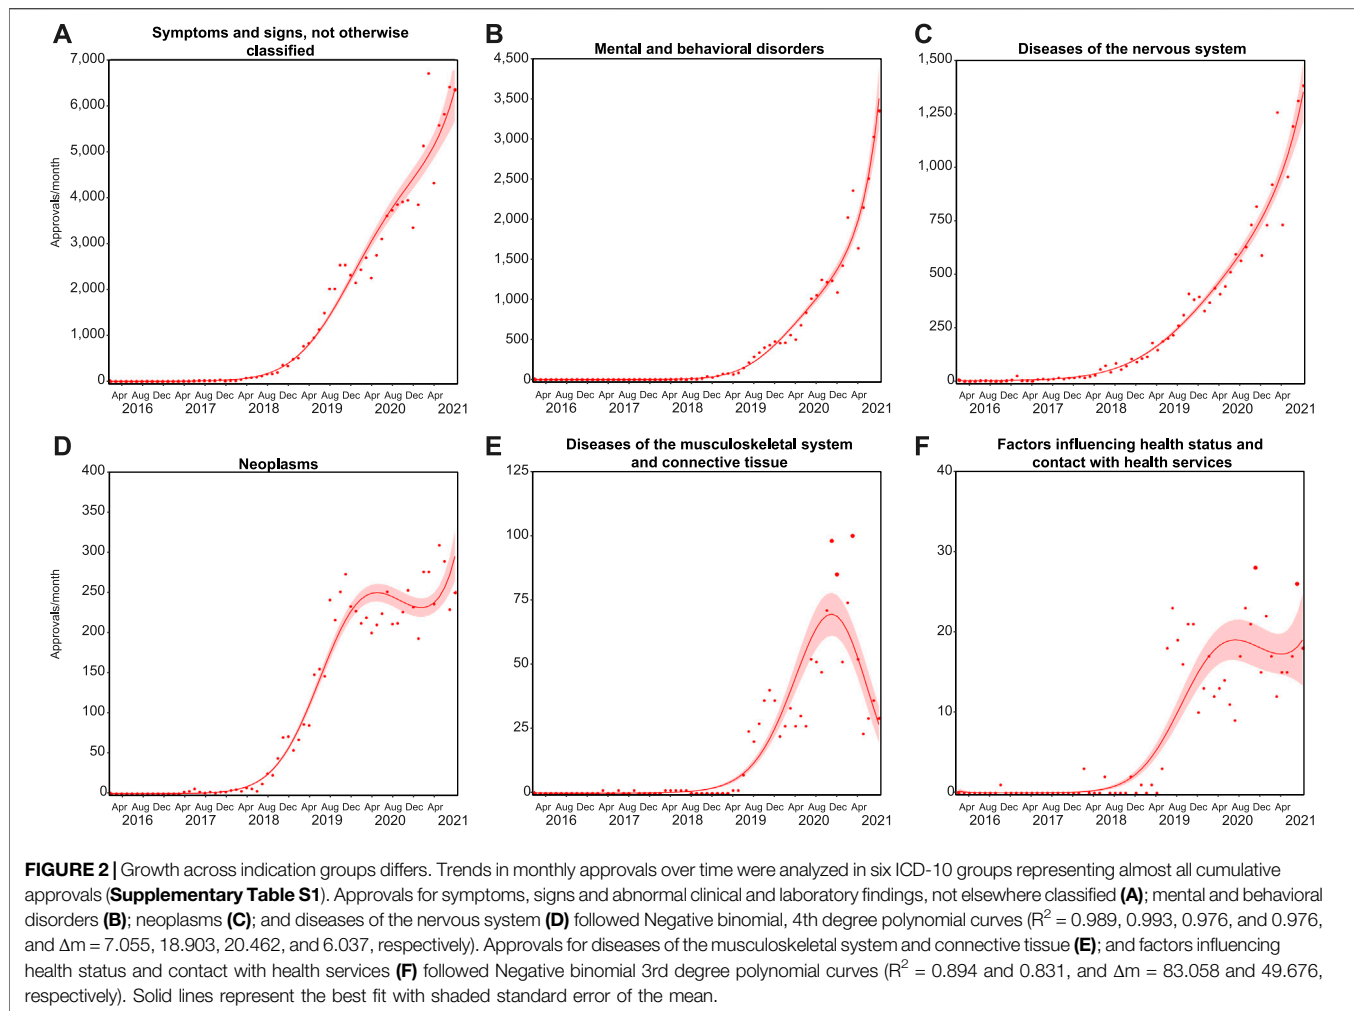 A
Symptoms and signs, not otherwise
classified
7,000
6,000
5,000
4,000
3,000
2,000
1,000
0
Approvals/month
Apr Aug Dec Apr Aug Dec Apr Aug Dec Apr Aug Dec Apr Aug Dec Apr
2016 2017 2018 2019 2020 2021
B
Mental and behavioral disorders
4,500
3,500
3,000
2,500
2,000
1,500
1,000
500
0
Apr Aug Dec Apr Aug Dec Apr Aug Dec Apr Aug Dec Apr Aug Dec Apr
2016 2017 2018 2019 2020 2021
C
Diseases of the nervous system
1,500
1,250
1,000
750
500
250
0
Apr Aug Dec Apr Aug Dec Apr Aug Dec Apr Aug Dec Apr Aug Dec Apr
2016 2017 2018 2019 2020 2021
D
Neoplasms
400
350
300
250
200
150
100
50
0
Approvals/month
Apr Aug Dec Apr Aug Dec Apr Aug Dec Apr Aug Dec Apr Aug Dec Apr
2016 2017 2018 2019 2020 2021
E
Diseases of the musculoskeletal system
and connective tissue
125
100
75
50
25
0
Apr Aug Dec Apr Aug Dec Apr Aug Dec Apr Aug Dec Apr Aug Dec Apr
2016 2017 2018 2019 2020 2021
F
Factors influencing health status and
contact with health services
40
30
20
10
0
Apr Aug Dec Apr Aug Dec Apr Aug Dec Apr Aug Dec Apr Aug Dec Apr
2016 2017 2018 2019 2020 2021
FIGURE 2 | Growth across indication groups differs. Trends in monthly approvals over time were analyzed in six ICD-10 groups representing almost all cumulative
approvals (Supplementary Table S1). Approvals for symptoms, signs and abnormal clinical and laboratory findings, not elsewhere classified (A); mental and behavioral
disorders (B); neoplasms (C); and diseases of the nervous system (D) followed Negative binomial, 4th degree polynomial curves (R² = 0.989, 0.993, 0.976, and 0.976,
and Δm = 7.055, 18.903, 20.462, and 6.037, respectively). Approvals for diseases of the musculoskeletal system and connective tissue (E); and factors influencing
health status and contact with health services (F) followed Negative binomial 3rd degree polynomial curves (R² = 0.894 and 0.831, and Δm = 83.058 and 49.676,
respectively). Solid lines represent the best fit with shaded standard error of the mean.